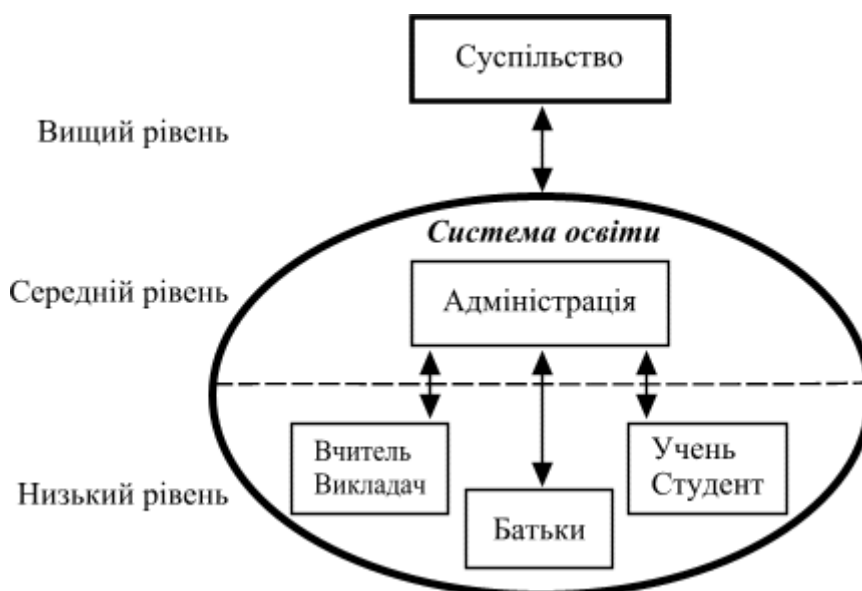 Суспільство
Вищий рівень
Система освіти
Середній рівень
Адміністрація
Вчитель
Викладач
Учень
Студент
Низький рівень
Батьки